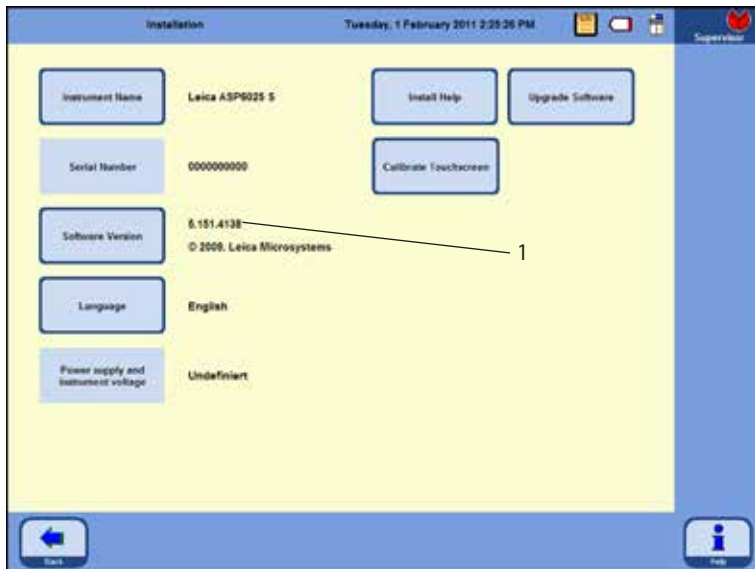 Installation
Tuesday, 1 February 2011 2:25:26 PM
Supervisor
Instrument Name
Leica ASP6025 S
Install Help
Upgrade Software
Serial Number
0000000000
Calibrate Touchscreen
Software Version
5.151.4138
© 2009, Leica Microsystems
1
Language
English
Power supply and
instrument voltage
Undefiniert
Back
Help